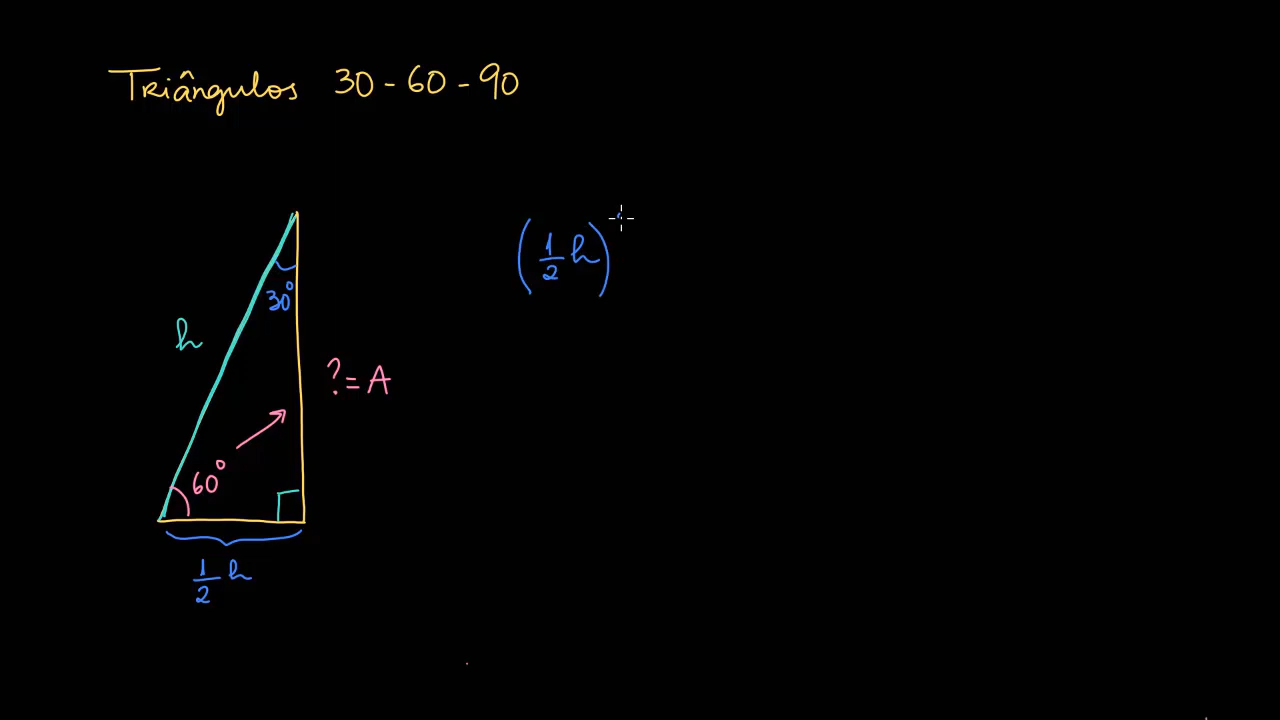 Triângulos 30 - 60 - 90
(1/2 h)
30°
h
? = A
60°
1/2 h